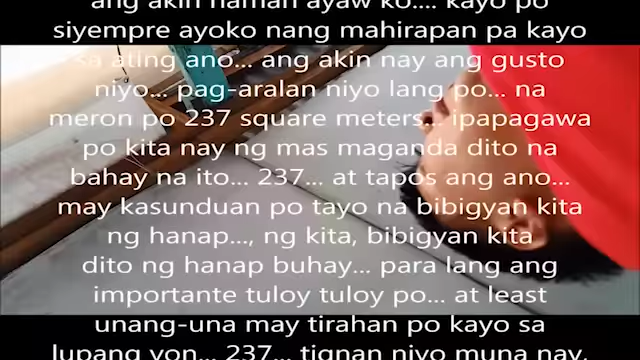 ang akin naman ayaw ko.... kayo po
siyempre ayoko nang mahirapan pa kayo
sa ating ano... ang akin nay ang gusto
niyo... pag-aralan niyo lang po... na
meron po 237 square meters... ipapagawa
po kita nay ng mas maganda dito na
bahay na ito... 237... at tapos ang ano...
may kasunduan po tayo na bibigyan kita
ng hanap..., ng kita, bibigyan kita
dito ng hanap buhay... para lang ang
importante tuloy tuloy po... at least
unang-una may tirahan po kayo sa
lupang yon... 237... tignan niyo muna nay.